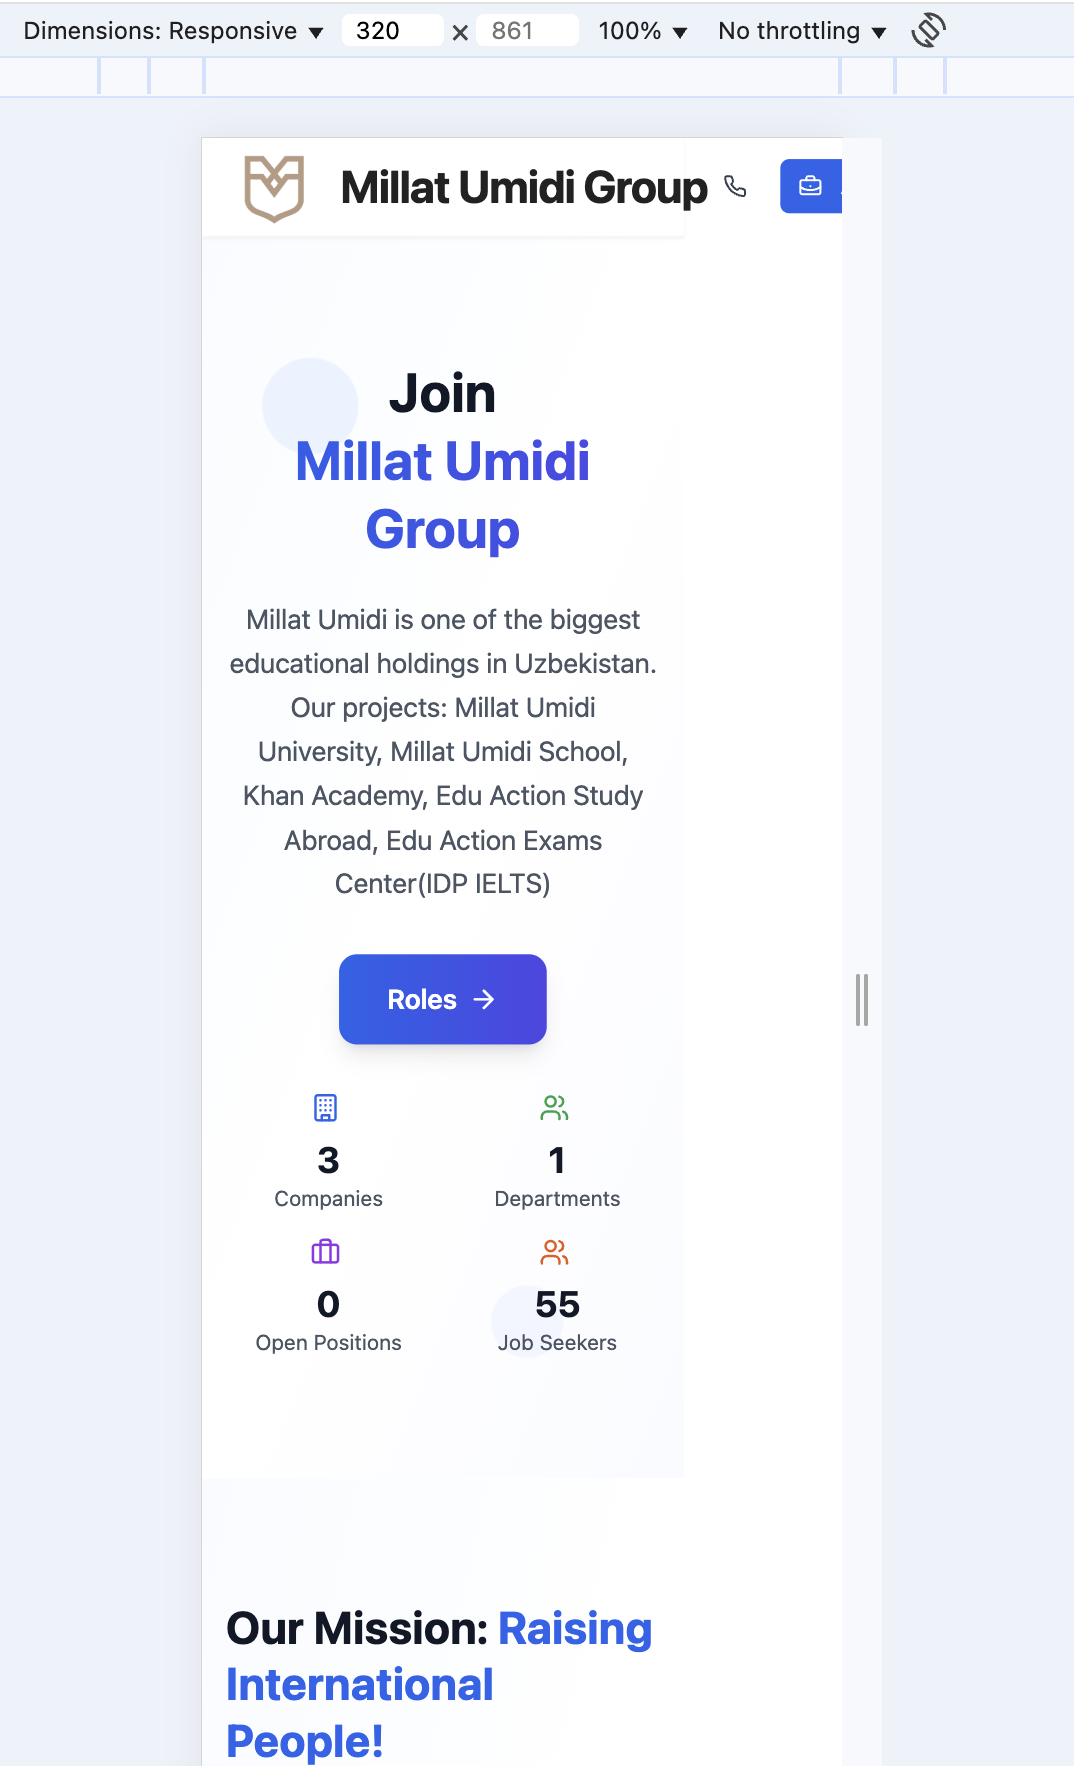 Dimensions: Responsive ▼ 320 × 861 100% ▼ No throttling ▼
Millat Umidi Group
Join
Millat Umidi
Group
Millat Umidi is one of the biggest
educational holdings in Uzbekistan.
Our projects: Millat Umidi
University, Millat Umidi School,
Khan Academy, Edu Action Study
Abroad, Edu Action Exams
Center(IDP IELTS)
Roles →
3
Companies
1
Departments
0
Open Positions
55
Job Seekers
Our Mission: Raising
International
People!